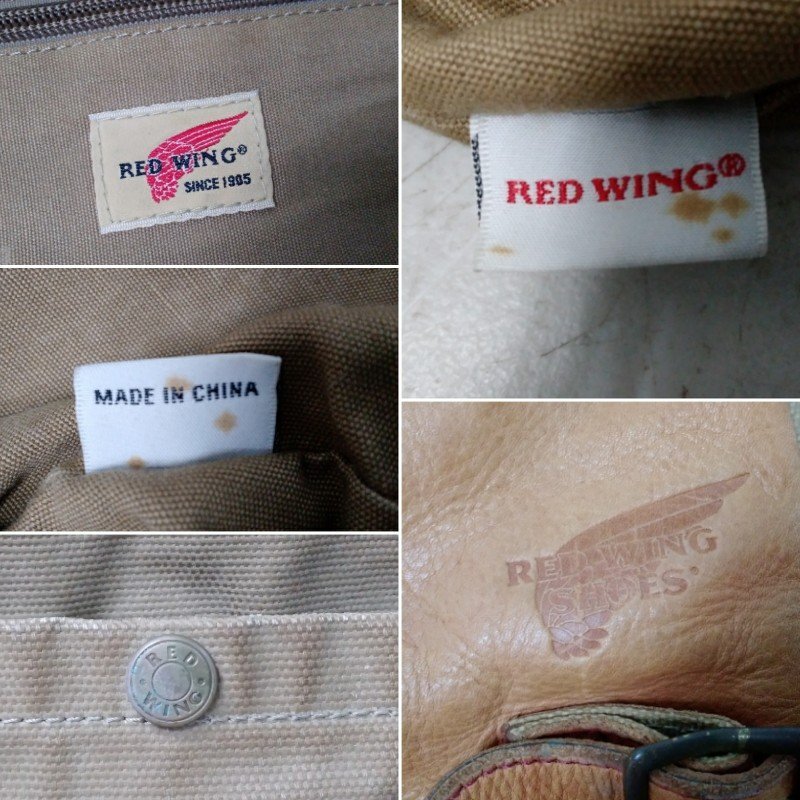 RED WING®
SINCE 1905
RED WING®
MADE IN CHINA
RED
WING
RED WING
SHOES®